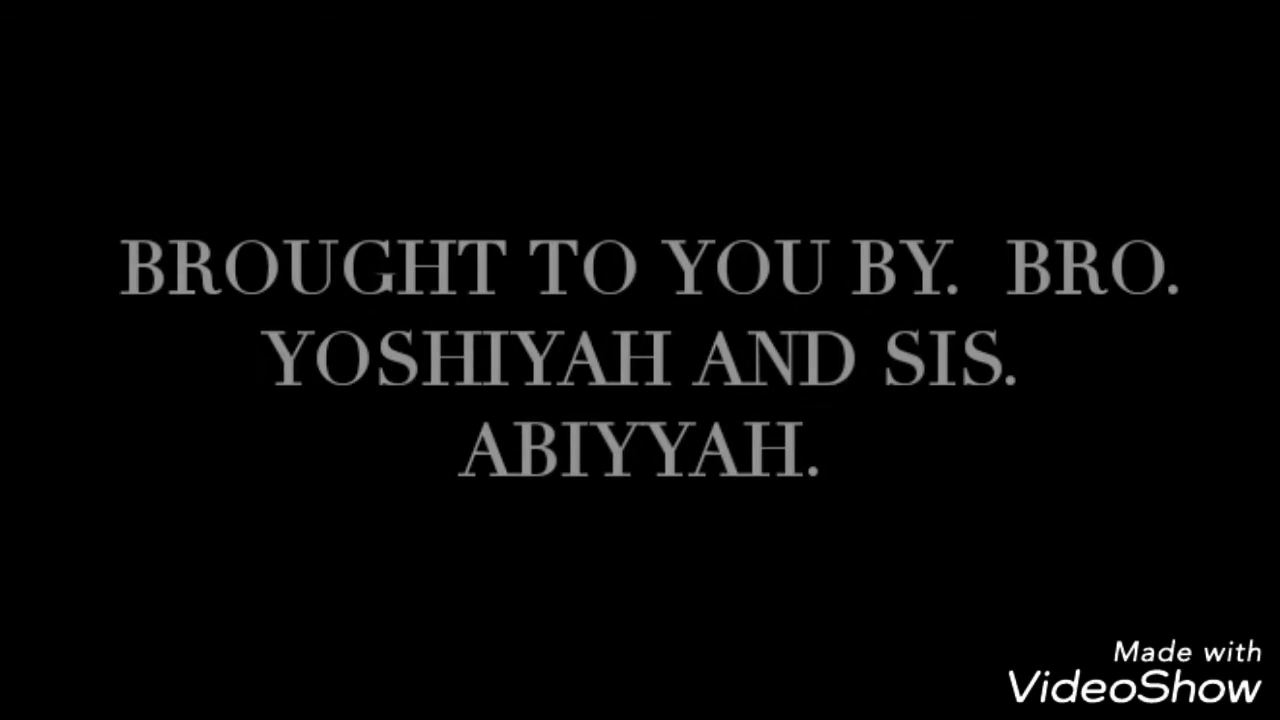 BROUGHT TO YOU BY.  BRO.
YOSHIYAH AND SIS.
ABIYYAH.
Made with
VideoShow